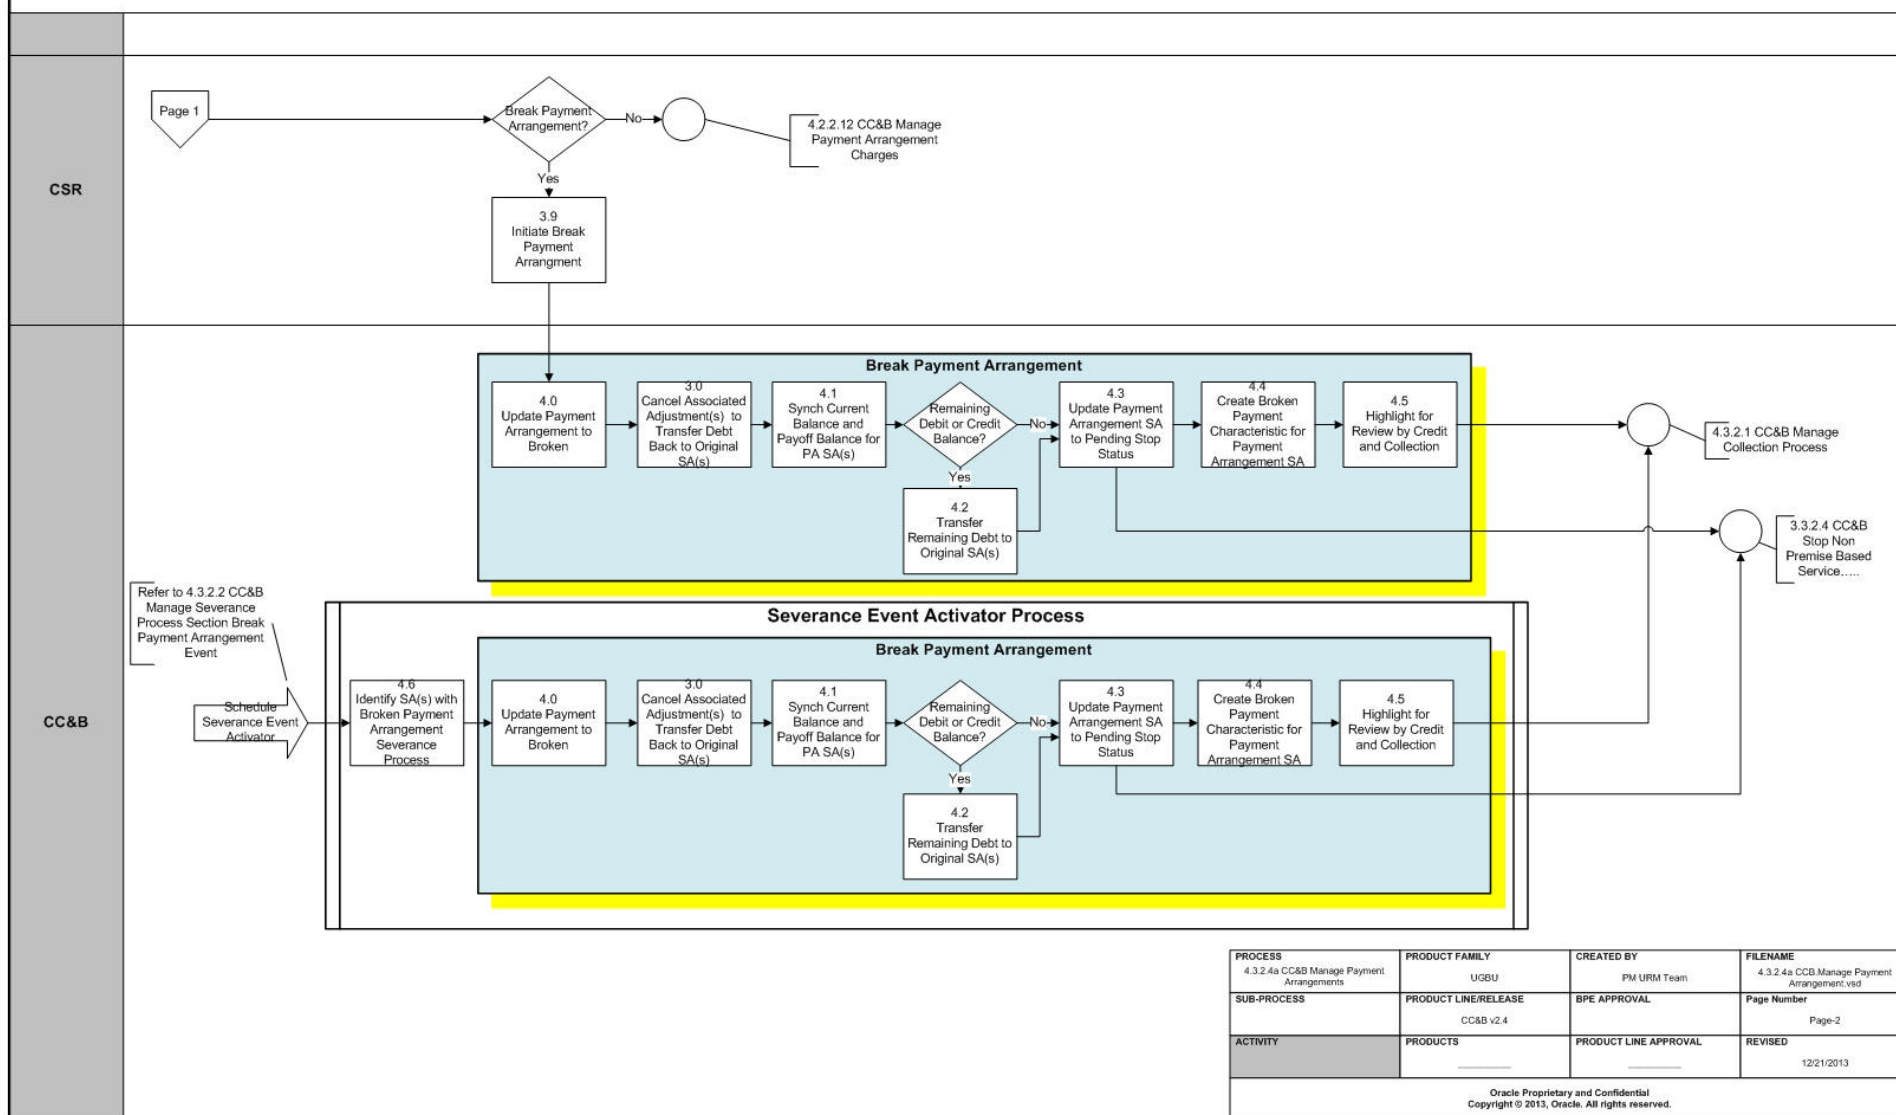 CSR
Page 1
Break Payment
Arrangement?
No
4.2.2.12 CC&B Manage
Payment Arrangement
Charges
Yes
3.9
Initiate Break
Payment
Arrangment
CC&B
Break Payment Arrangement
4.0
Update Payment
Arrangement to
Broken
3.0
Cancel Associated
Adjustment(s) to
Transfer Debt
Back to Original
SA(s)
4.1
Synch Current
Balance and
Payoff Balance for
PA SA(s)
Remaining
Debit or Credit
Balance?
No
Yes
4.2
Transfer
Remaining Debt to
Original SA(s)
4.3
Update Payment
Arrangement SA
to Pending Stop
Status
4.4
Create Broken
Payment
Characteristic for
Payment
Arrangement SA
4.5
Highlight for
Review by Credit
and Collection
4.3.2.1 CC&B Manage
Collection Process
3.3.2.4 CC&B
Stop Non
Premise Based
Service.....
Refer to 4.3.2.2 CC&B
Manage Severance
Process Section Break
Payment Arrangement
Event
Schedule
Severance Event
Activator
Severance Event Activator Process
4.6
Identify SA(s) with
Broken Payment
Arrangement
Severance
Process
Break Payment Arrangement
4.0
Update Payment
Arrangement to
Broken
3.0
Cancel Associated
Adjustment(s) to
Transfer Debt
Back to Original
SA(s)
4.1
Synch Current
Balance and
Payoff Balance for
PA SA(s)
Remaining
Debit or Credit
Balance?
No
Yes
4.2
Transfer
Remaining Debt to
Original SA(s)
4.3
Update Payment
Arrangement SA
to Pending Stop
Status
4.4
Create Broken
Payment
Characteristic for
Payment
Arrangement SA
4.5
Highlight for
Review by Credit
and Collection
PROCESS
4.3.2.4a CC&B Manage Payment
Arrangements
PRODUCT FAMILY
UGBU
CREATED BY
PM URM Team
FILENAME
4.3.2.4a CCB.Manage Payment
Arrangement.vsd
SUB-PROCESS
PRODUCT LINE/RELEASE
CC&B v2.4
BPE APPROVAL
Page Number
Page-2
ACTIVITY
PRODUCTS
PRODUCT LINE APPROVAL
REVISED
12/21/2013
Oracle Proprietary and Confidential
Copyright © 2013, Oracle. All rights reserved.